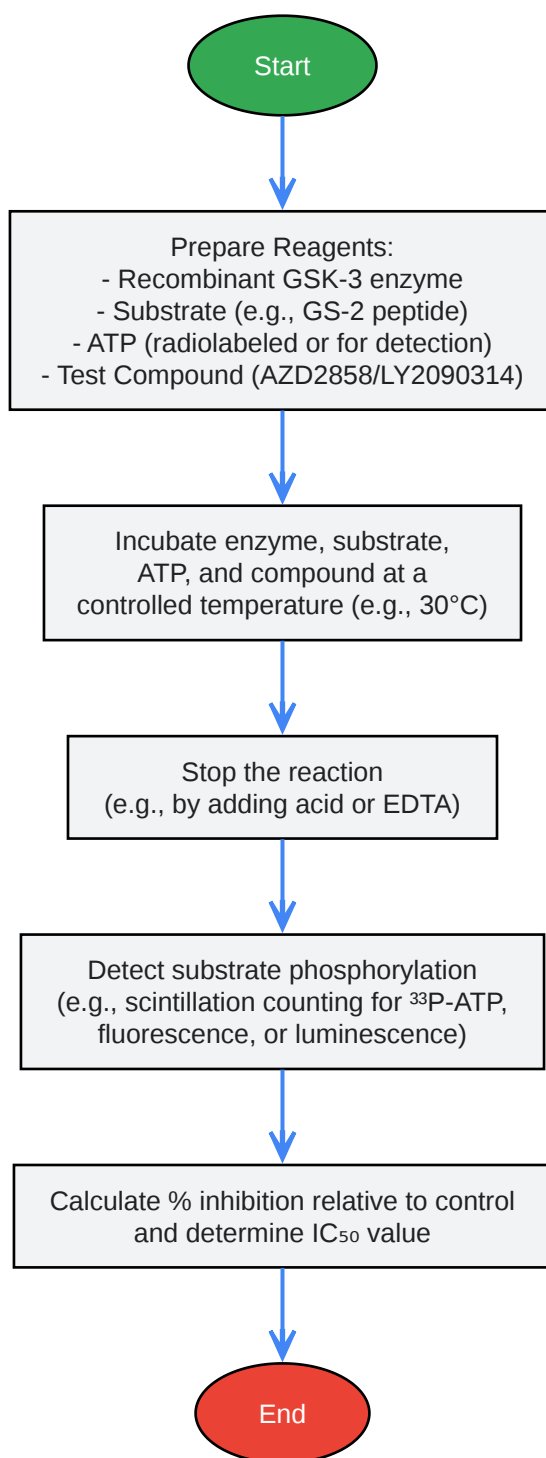 Start
Prepare Reagents:
- Recombinant GSK-3 enzyme
- Substrate (e.g., GS-2 peptide)
- ATP (radiolabeled or for detection)
- Test Compound (AZD2858/LY2090314)
Incubate enzyme, substrate,
ATP, and compound at a
controlled temperature (e.g., 30°C)
Stop the reaction
(e.g., by adding acid or EDTA)
Detect substrate phosphorylation
(e.g., scintillation counting for ³³P-ATP,
fluorescence, or luminescence)
Calculate % inhibition relative to control
and determine IC₅₀ value
End